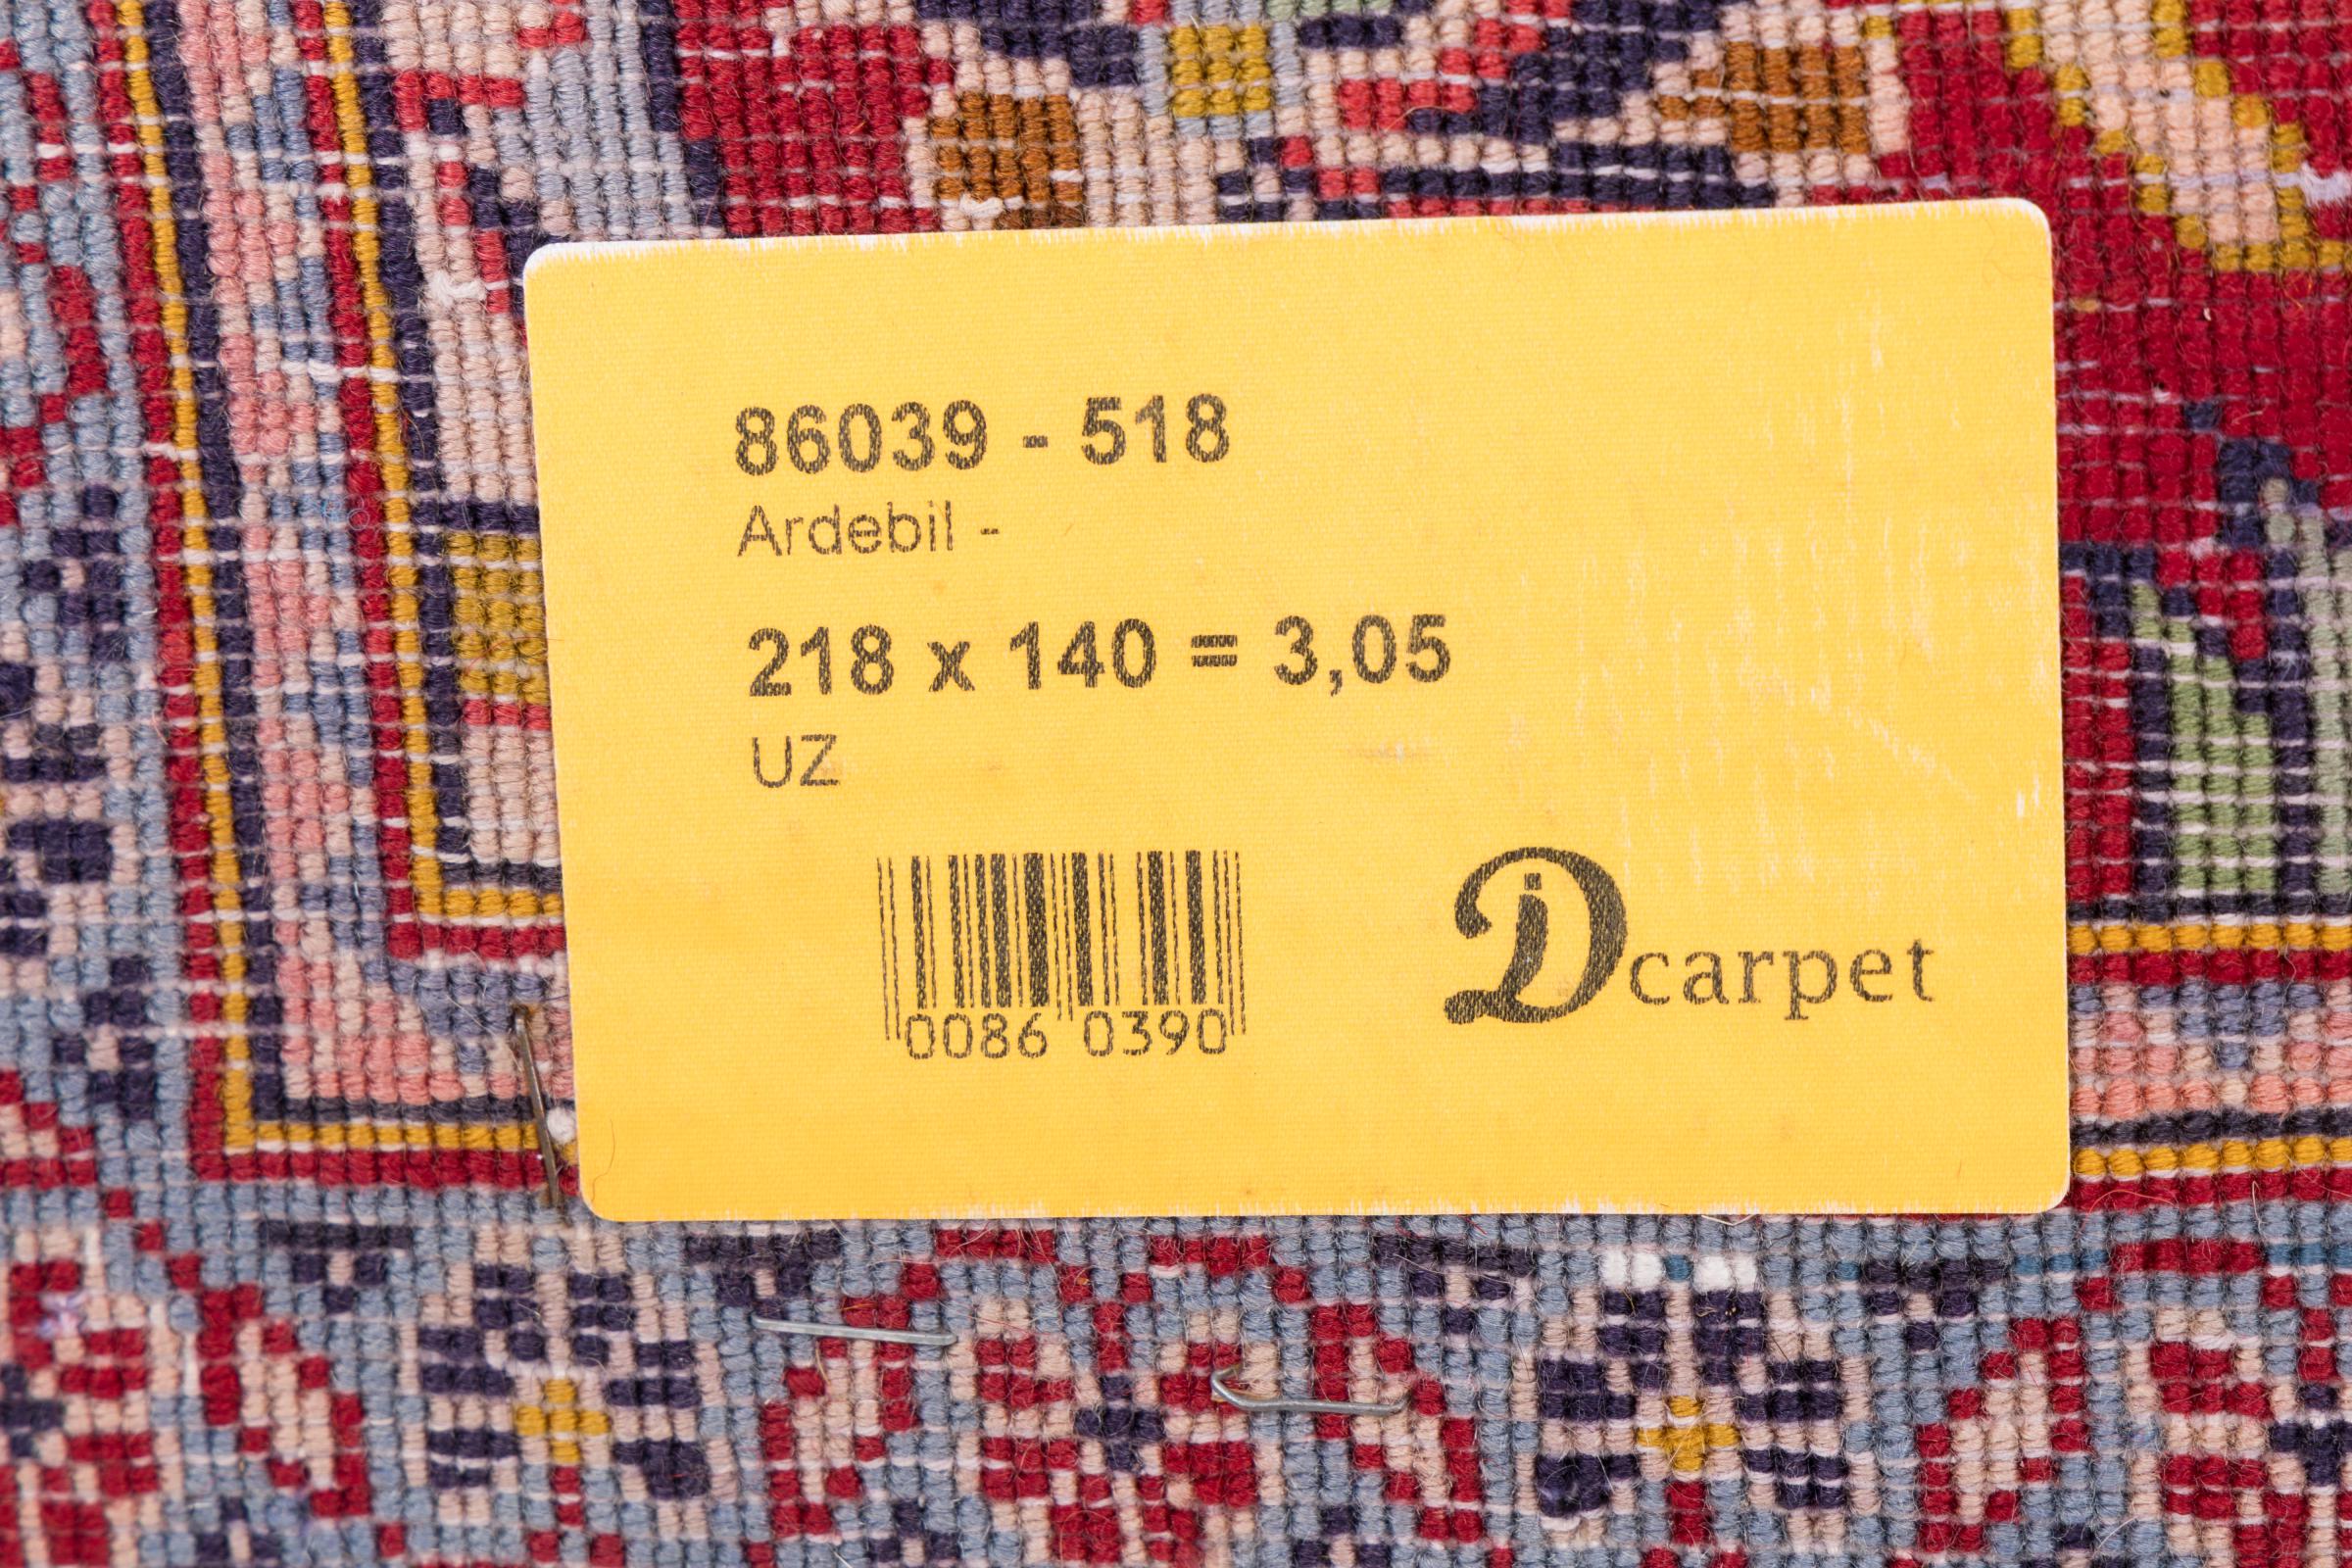 86039 - 518
Ardebil -
218 x 140 = 3,05
UZ
0086 0390
Dcarpet